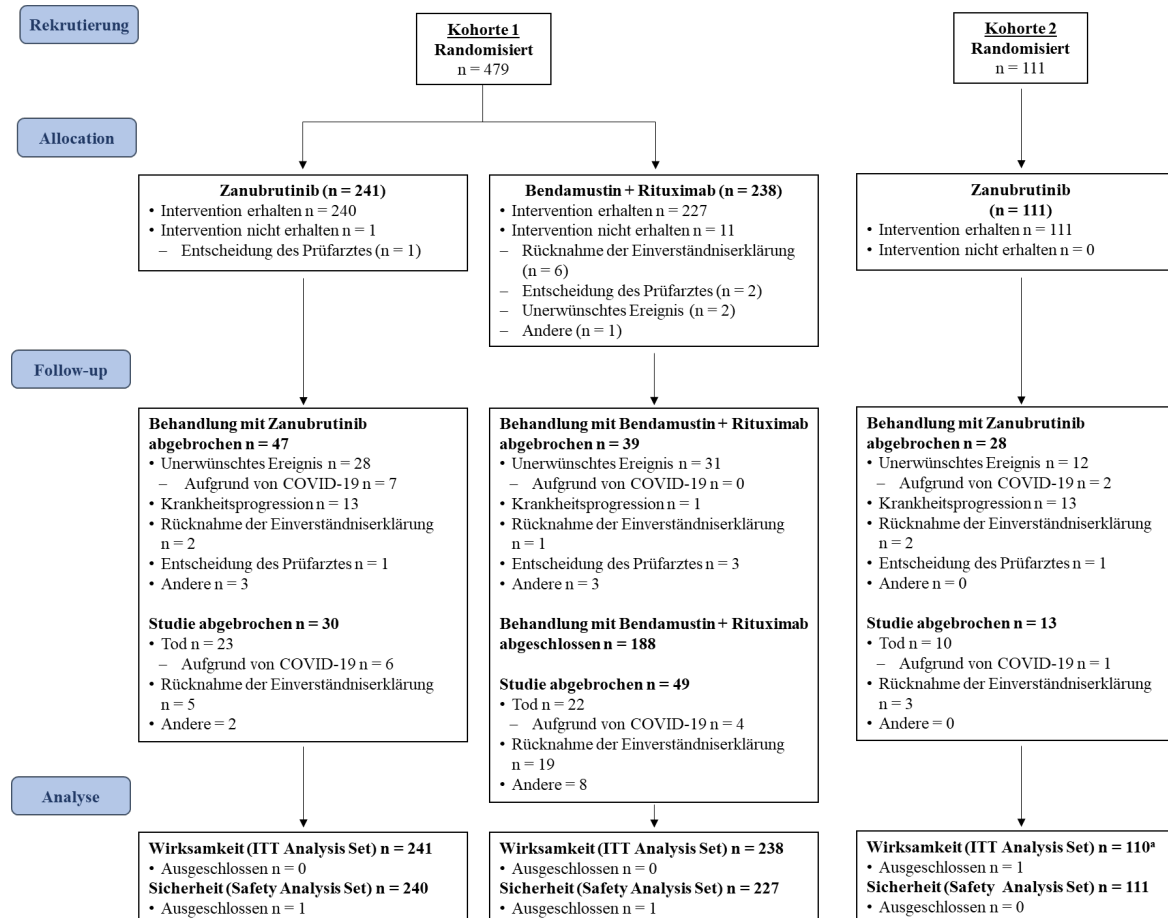 Rekrutierung
Kohorte 1
Randomisiert
n = 479
Kohorte 2
Randomisiert
n = 111
Allocation
Zanubrutinib (n = 241)
• Intervention erhalten n = 240
• Intervention nicht erhalten n = 1
– Entscheidung des Prüfarztes (n = 1)
Bendamustin + Rituximab (n = 238)
• Intervention erhalten n = 227
• Intervention nicht erhalten n = 11
– Rücknahme der Einverständniserklärung
(n = 6)
– Entscheidung des Prüfarztes (n = 2)
– Unerwünschtes Ereignis (n = 2)
– Andere (n = 1)
Zanubrutinib
(n = 111)
• Intervention erhalten n = 111
• Intervention nicht erhalten n = 0
Follow-up
Behandlung mit Zanubrutinib
abgebrochen n = 47
• Unerwünschtes Ereignis n = 28
– Aufgrund von COVID-19 n = 7
• Krankheitsprogression n = 13
• Rücknahme der Einverständniserklärung
n = 2
• Entscheidung des Prüfarztes n = 1
• Andere n = 3
Studie abgebrochen n = 30
• Tod n = 23
– Aufgrund von COVID-19 n = 6
• Rücknahme der Einverständniserklärung
n = 5
• Andere = 2
Behandlung mit Bendamustin + Rituximab
abgebrochen n = 39
• Unerwünschtes Ereignis n = 31
– Aufgrund von COVID-19 n = 0
• Krankheitsprogression n = 1
• Rücknahme der Einverständniserklärung
n = 1
• Entscheidung des Prüfarztes n = 3
• Andere n = 3
Behandlung mit Bendamustin + Rituximab
abgeschlossen n = 188
Studie abgebrochen n = 49
• Tod n = 22
– Aufgrund von COVID-19 n = 4
• Rücknahme der Einverständniserklärung
n = 19
• Andere = 8
Behandlung mit Zanubrutinib
abgebrochen n = 28
• Unerwünschtes Ereignis n = 12
– Aufgrund von COVID-19 n = 2
• Krankheitsprogression n = 13
• Rücknahme der Einverständniserklärung
n = 2
• Entscheidung des Prüfarztes n = 1
• Andere n = 0
Studie abgebrochen n = 13
• Tod n = 10
– Aufgrund von COVID-19 n = 1
• Rücknahme der Einverständniserklärung
n = 3
• Andere = 0
Analyse
Wirksamkeit (ITT Analysis Set) n = 241
• Ausgeschlossen n = 0
Sicherheit (Safety Analysis Set) n = 240
• Ausgeschlossen n = 1
Wirksamkeit (ITT Analysis Set) n = 238
• Ausgeschlossen n = 0
Sicherheit (Safety Analysis Set) n = 227
• Ausgeschlossen n = 1
Wirksamkeit (ITT Analysis Set) n = 110ᵃ
• Ausgeschlossen n = 1
Sicherheit (Safety Analysis Set) n = 111
• Ausgeschlossen n = 0